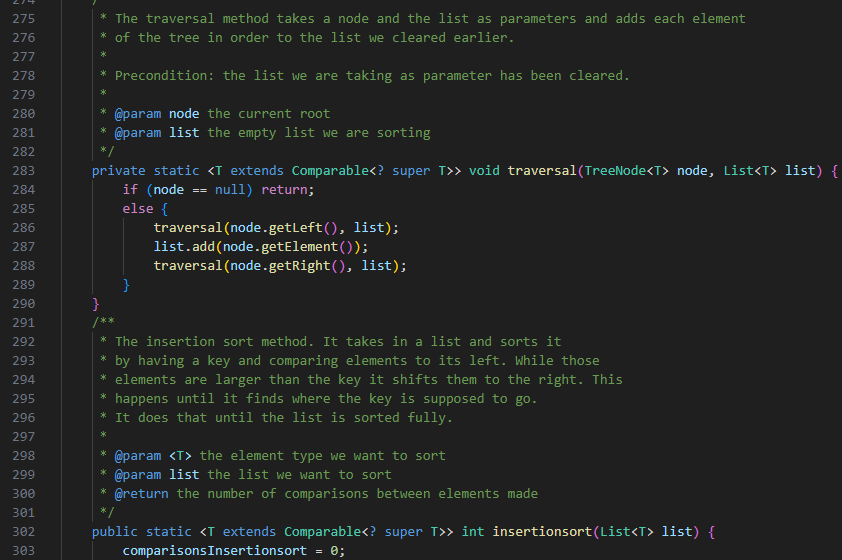 274 /
275 * The traversal method takes a node and the list as parameters and adds each element
276 * of the tree in order to the list we cleared earlier.
277 *
278 * Precondition: the list we are taking as parameter has been cleared.
279 *
280 * @param node the current root
281 * @param list the empty list we are sorting
282 */
283 private static <T extends Comparable<? super T>> void traversal(TreeNode<T> node, List<T> list) {
284 if (node == null) return;
285 else {
286 traversal(node.getLeft(), list);
287 list.add(node.getElement());
288 traversal(node.getRight(), list);
289 }
290 }
291 /**
292 * The insertion sort method. It takes in a list and sorts it
293 * by having a key and comparing elements to its left. While those
294 * elements are larger than the key it shifts them to the right. This
295 * happens until it finds where the key is supposed to go.
296 * It does that until the list is sorted fully.
297 *
298 * @param <T> the element type we want to sort
299 * @param list the list we want to sort
300 * @return the number of comparisons between elements made
301 */
302 public static <T extends Comparable<? super T>> int insertionsort(List<T> list) {
303 comparisonsInsertionsort = 0;